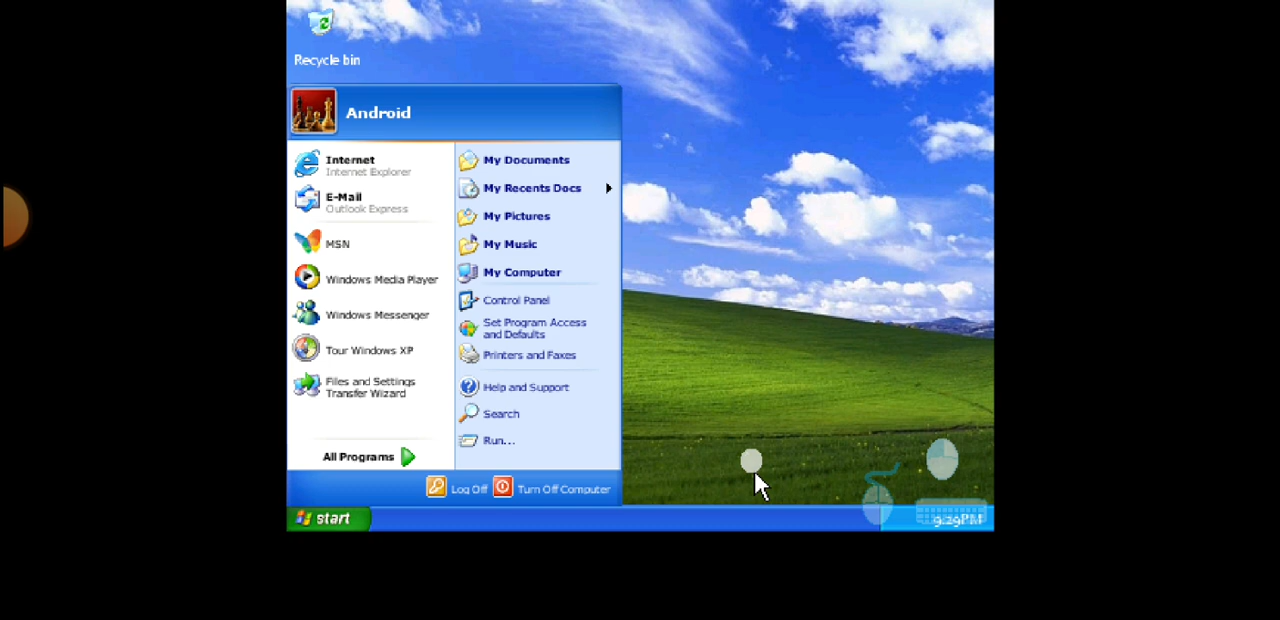 Recycle bin
Android
Internet
Internet Explorer
E-Mail
Outlook Express
MSN
Windows Media Player
Windows Messenger
Tour Windows XP
Files and Settings
Transfer Wizard
All Programs
My Documents
My Recents Docs
My Pictures
My Music
My Computer
Control Panel
Set Program Access
and Defaults
Printers and Faxes
Help and Support
Search
Run...
Log Off
Turn Off Computer
start
9:29PM